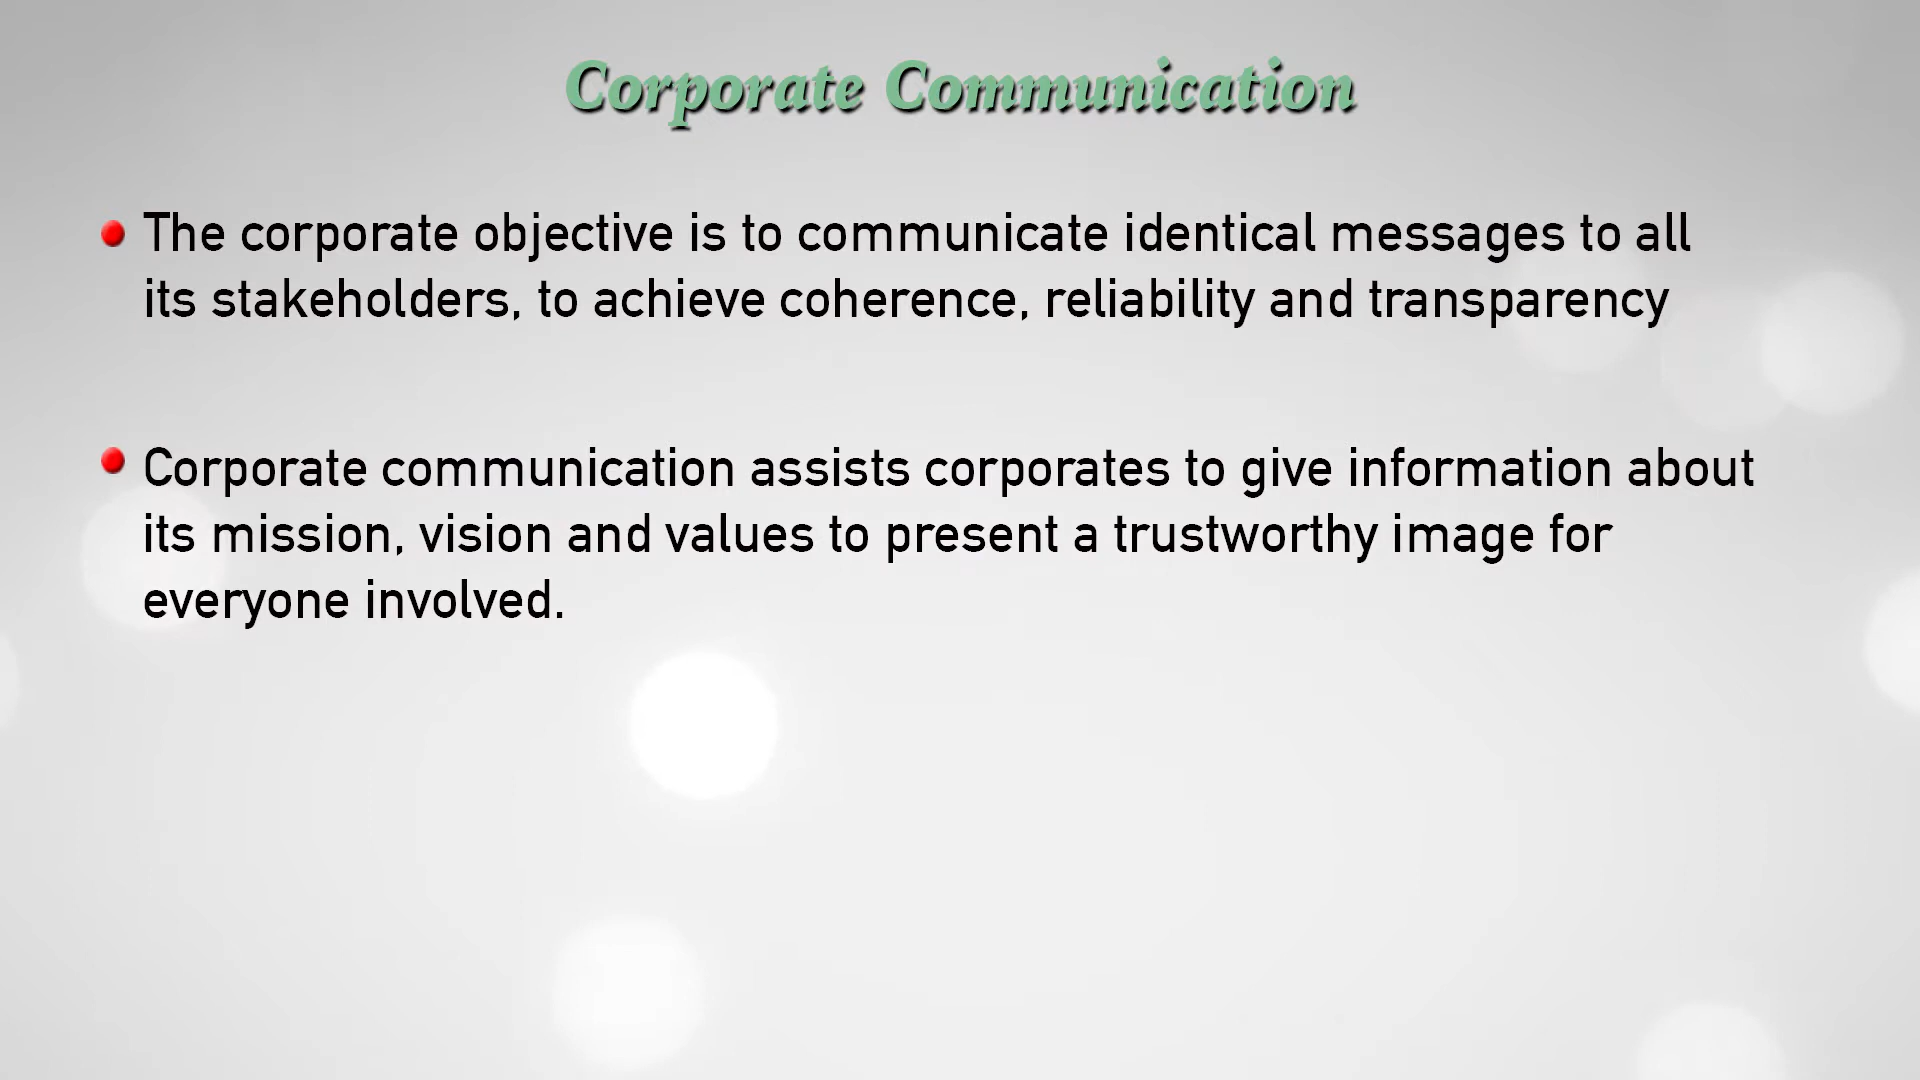 Corporate Communication
The corporate objective is to communicate identical messages to all
its stakeholders, to achieve coherence, reliability and transparency
Corporate communication assists corporates to give information about
its mission, vision and values to present a trustworthy image for
everyone involved.